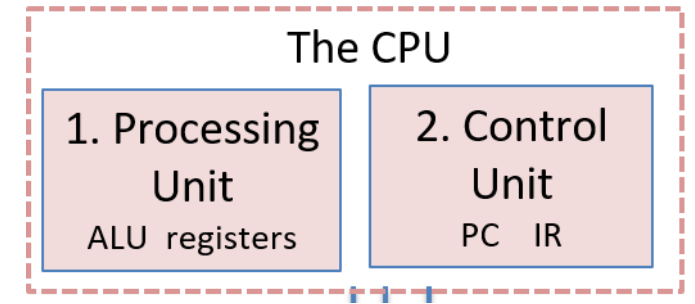 The CPU
1. Processing
Unit
ALU registers
2. Control
Unit
PC IR